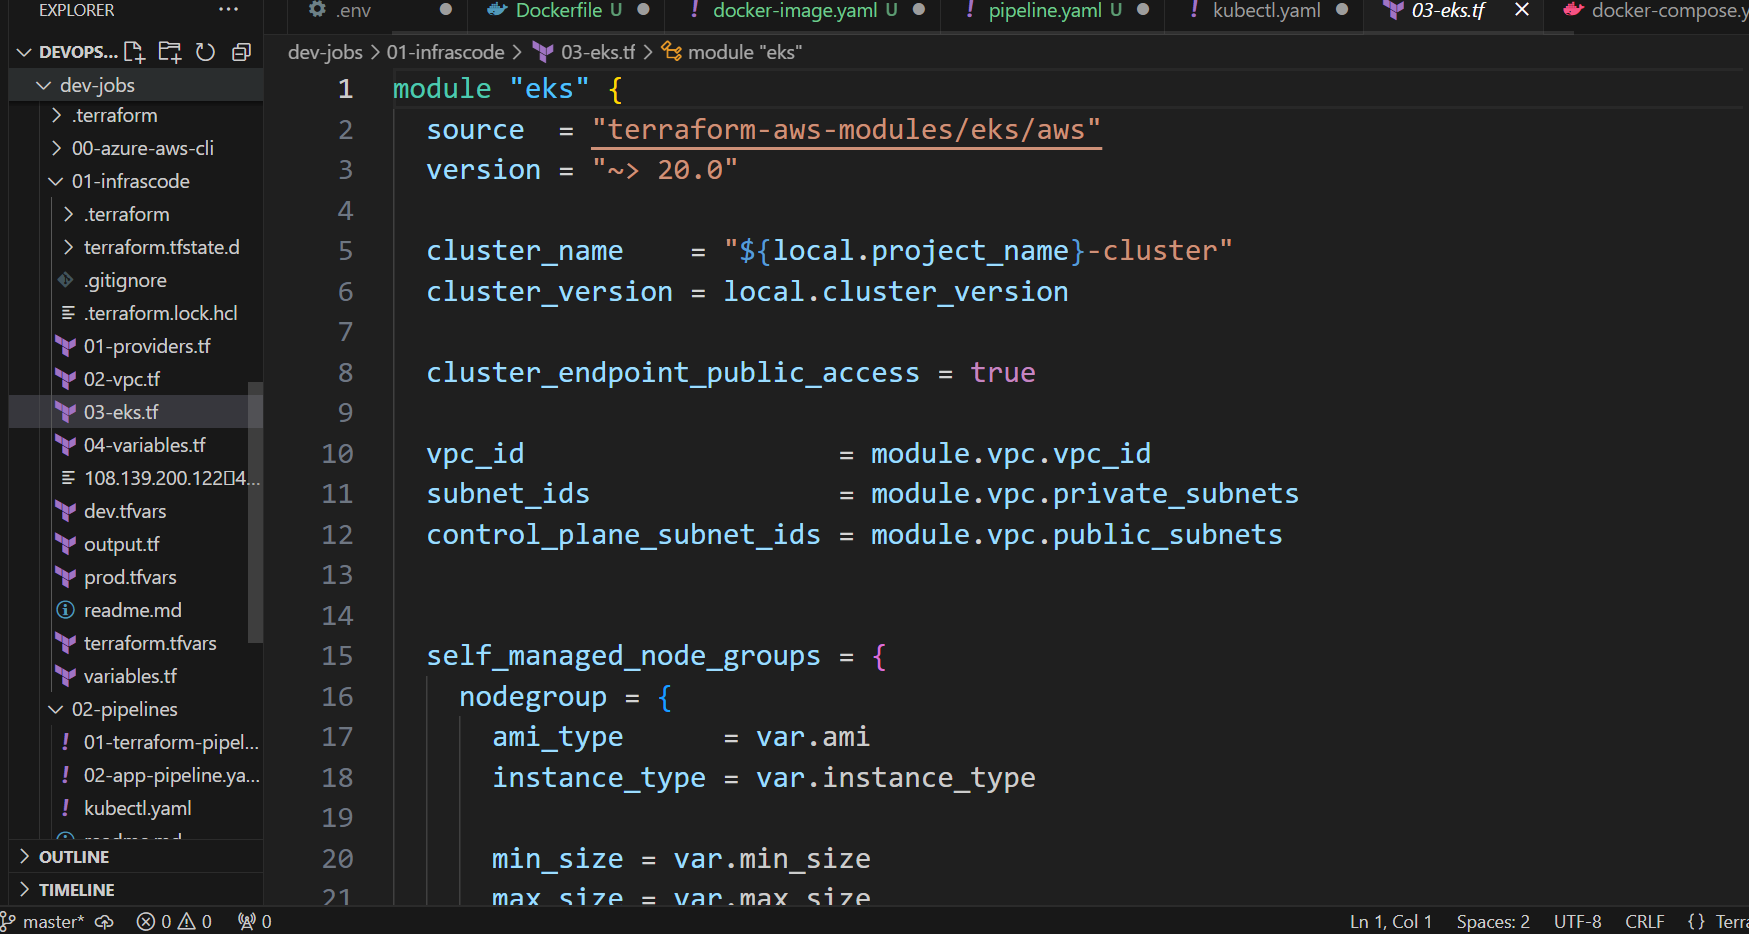 EXPLORER ...
.env
Dockerfile U
docker-image.yaml U
pipeline.yaml U
kubectl.yaml
03-eks.tf
docker-compose.y
DEVOPS...
dev-jobs > 01-infrascode > 03-eks.tf > module "eks"
dev-jobs
.terraform
00-azure-aws-cli
01-infrascode
.terraform
terraform.tfstate.d
.gitignore
.terraform.lock.hcl
01-providers.tf
02-vpc.tf
03-eks.tf
04-variables.tf
108.139.200.122▯4...
dev.tfvars
output.tf
prod.tfvars
readme.md
terraform.tfvars
variables.tf
02-pipelines
01-terraform-pipel...
02-app-pipeline.ya...
kubectl.yaml
readme.md
OUTLINE
TIMELINE
1 module "eks" {
2 source = "terraform-aws-modules/eks/aws"
3 version = "~> 20.0"
4
5 cluster_name = "${local.project_name}-cluster"
6 cluster_version = local.cluster_version
7
8 cluster_endpoint_public_access = true
9
10 vpc_id = module.vpc.vpc_id
11 subnet_ids = module.vpc.private_subnets
12 control_plane_subnet_ids = module.vpc.public_subnets
13
14
15 self_managed_node_groups = {
16 nodegroup = {
17 ami_type = var.ami
18 instance_type = var.instance_type
19
20 min_size = var.min_size
21 max_size = var.max_size
master* 0 0 0 Ln 1, Col 1 Spaces: 2 UTF-8 CRLF {} Terra